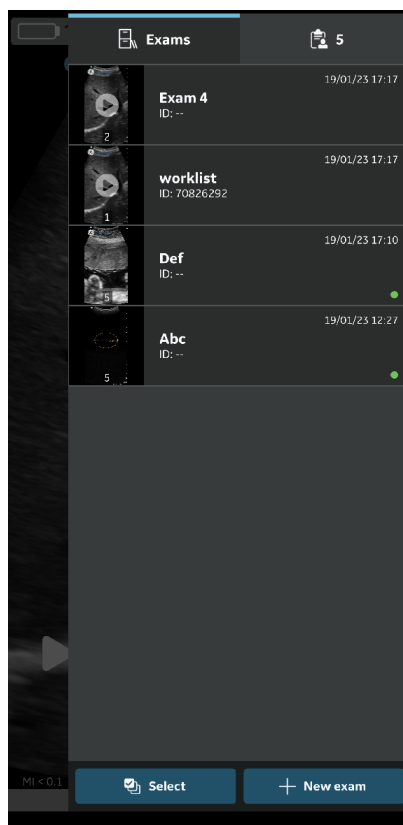 Exams
5
19/01/23 17:17
Exam 4
ID: --
2
19/01/23 17:17
worklist
ID: 70826292
1
19/01/23 17:10
Def
ID: --
5
19/01/23 12:27
Abc
ID: --
5
MI < 0.1
Select
New exam